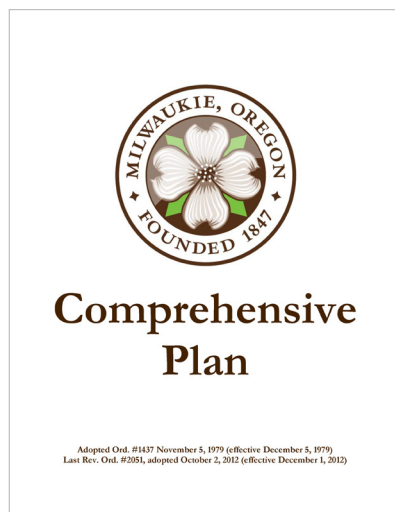 MILWAUKIE, OREGON
FOUNDED 1847
Comprehensive
Plan
Adopted Ord. #1437 November 5, 1979 (effective December 5, 1979)
Last Rev. Ord. #2051, adopted October 2, 2012 (effective December 1, 2012)